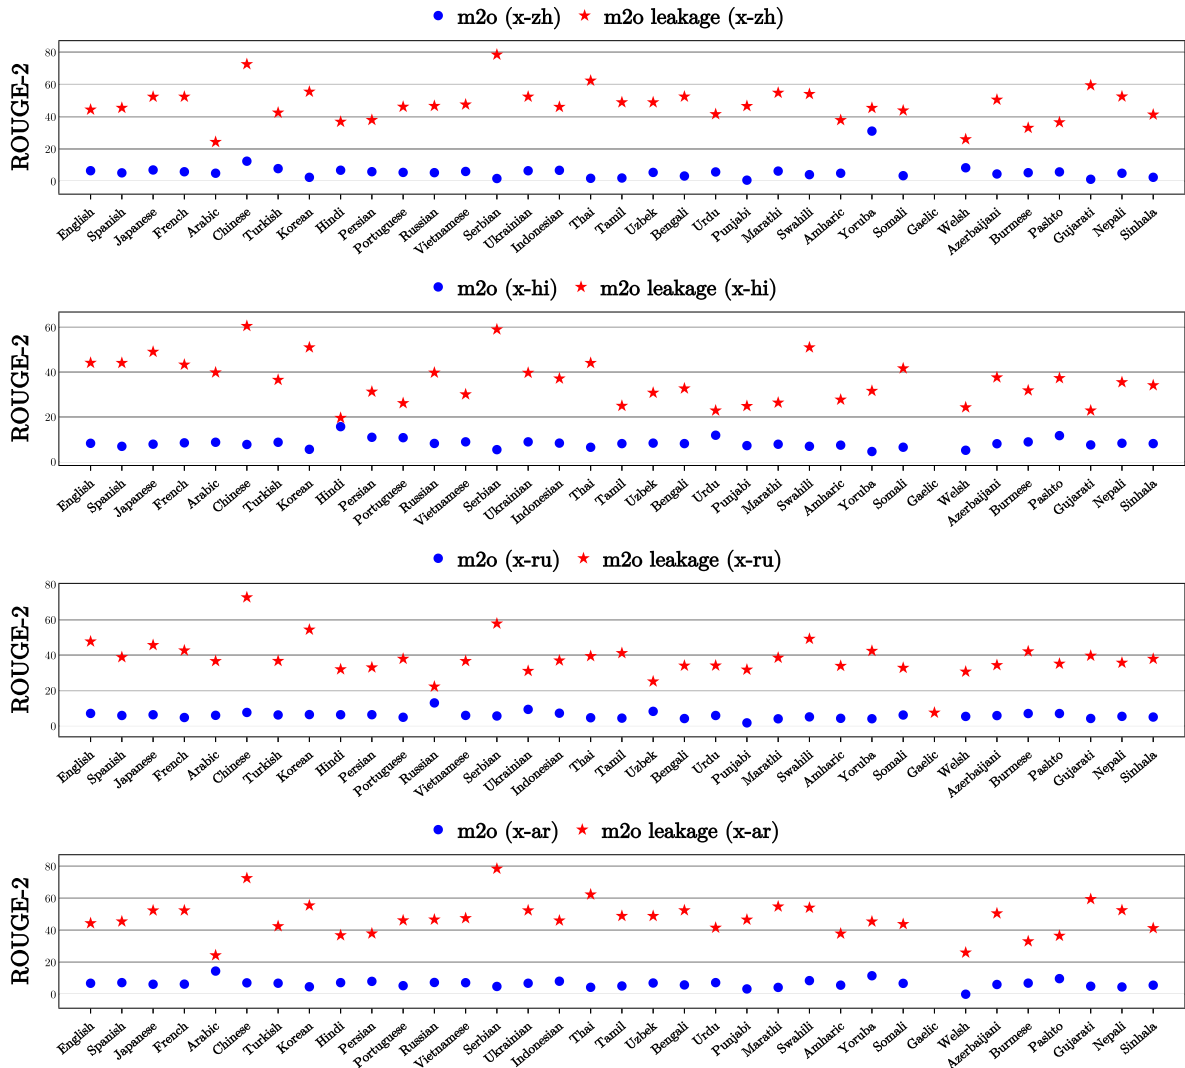 m2o (x-zh) m2o leakage (x-zh)
ROUGE-2
80
60
40
20
0
English Spanish Japanese French Arabic Chinese Turkish Korean Hindi Persian Portuguese Russian Vietnamese Serbian Ukrainian Indonesian Thai Tamil Uzbek Bengali Urdu Punjabi Marathi Swahili Amharic Yoruba Somali Gaelic Welsh Azerbaijani Burmese Pashto Gujarati Nepali Sinhala
m2o (x-hi) m2o leakage (x-hi)
ROUGE-2
60
40
20
0
English Spanish Japanese French Arabic Chinese Turkish Korean Hindi Persian Portuguese Russian Vietnamese Serbian Ukrainian Indonesian Thai Tamil Uzbek Bengali Urdu Punjabi Marathi Swahili Amharic Yoruba Somali Gaelic Welsh Azerbaijani Burmese Pashto Gujarati Nepali Sinhala
m2o (x-ru) m2o leakage (x-ru)
ROUGE-2
80
60
40
20
0
English Spanish Japanese French Arabic Chinese Turkish Korean Hindi Persian Portuguese Russian Vietnamese Serbian Ukrainian Indonesian Thai Tamil Uzbek Bengali Urdu Punjabi Marathi Swahili Amharic Yoruba Somali Gaelic Welsh Azerbaijani Burmese Pashto Gujarati Nepali Sinhala
m2o (x-ar) m2o leakage (x-ar)
ROUGE-2
80
60
40
20
0
English Spanish Japanese French Arabic Chinese Turkish Korean Hindi Persian Portuguese Russian Vietnamese Serbian Ukrainian Indonesian Thai Tamil Uzbek Bengali Urdu Punjabi Marathi Swahili Amharic Yoruba Somali Gaelic Welsh Azerbaijani Burmese Pashto Gujarati Nepali Sinhala